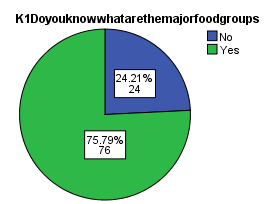 K1Doyouknowwhatarethemajorfoodgroups
No
Yes
24.21%
24
75.79%
76